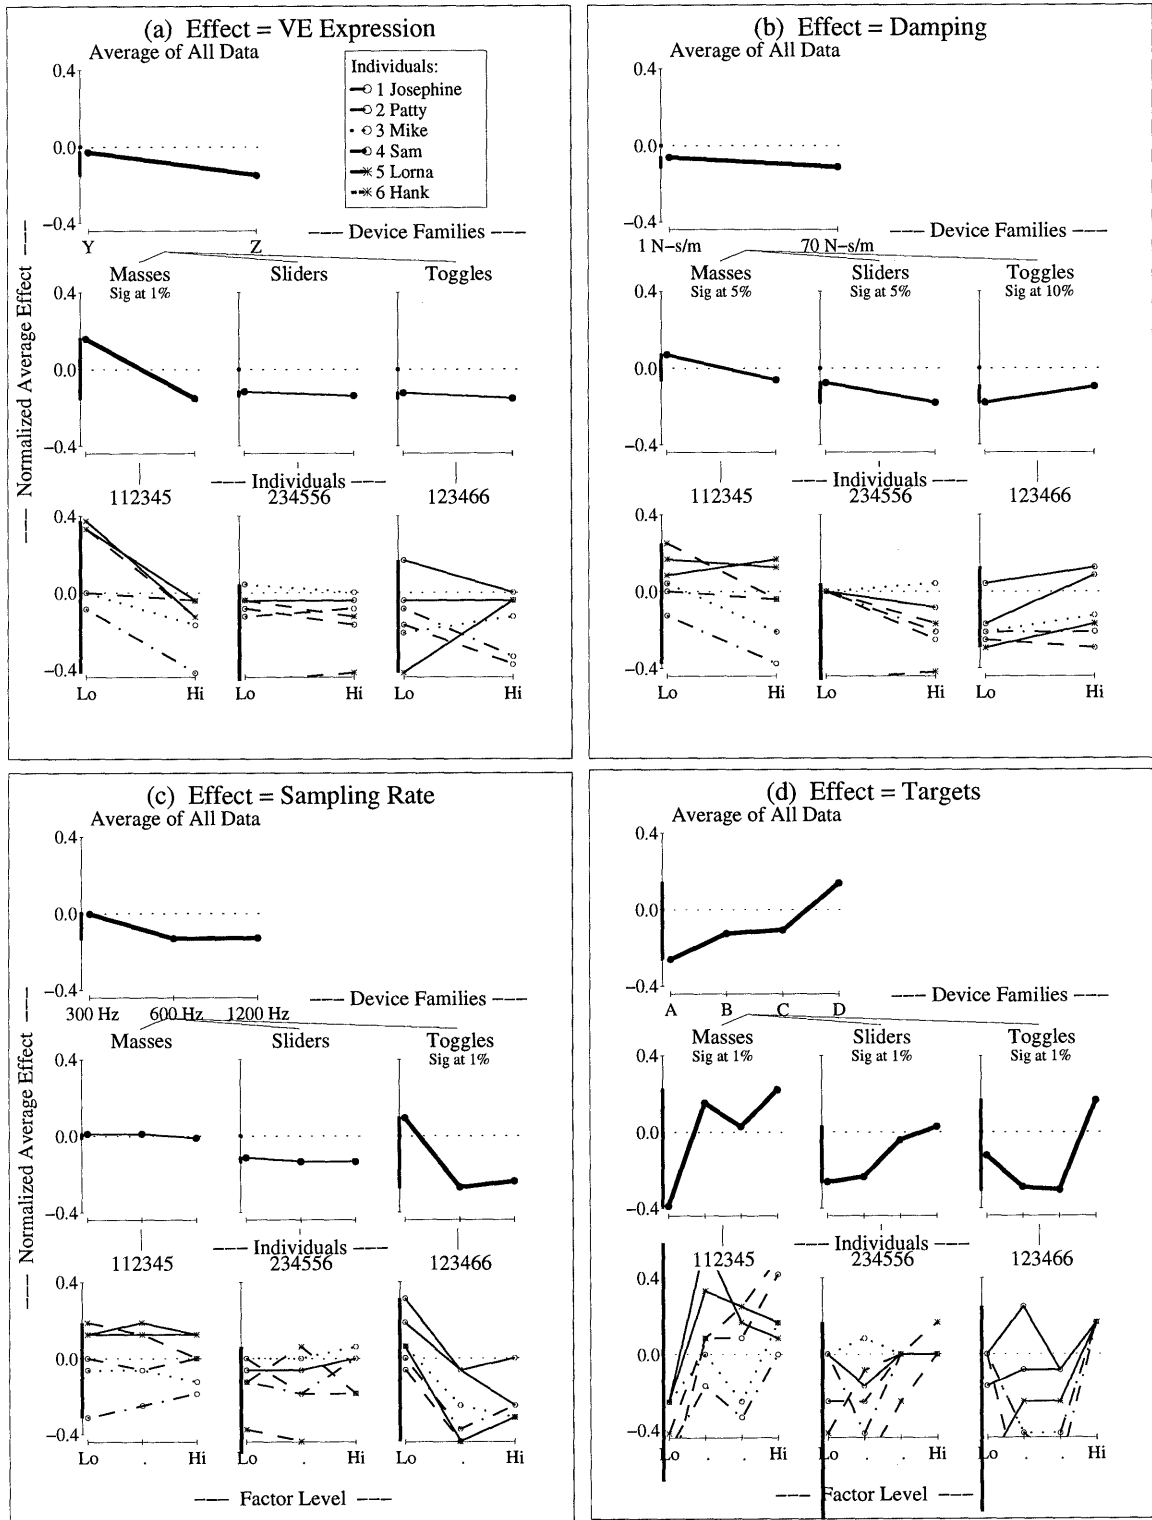 (a) Effect = VE Expression
Average of All Data
0.4
0.0
−0.4
Y Z
Individuals:
1 Josephine
2 Patty
3 Mike
4 Sam
5 Lorna
6 Hank
Device Families
Masses Sliders Toggles
Sig at 1%
0.4
0.0
−0.4
Individuals
112345 234556 123466
0.4
0.0
−0.4
Lo Hi Lo Hi Lo Hi
Normalized Average Effect
(b) Effect = Damping
Average of All Data
0.4
0.0
−0.4
1 N−s/m 70 N−s/m
Device Families
Masses Sliders Toggles
Sig at 5% Sig at 5% Sig at 10%
0.4
0.0
−0.4
Individuals
112345 234556 123466
0.4
0.0
−0.4
Lo Hi Lo Hi Lo Hi
(c) Effect = Sampling Rate
Average of All Data
0.4
0.0
−0.4
300 Hz 600 Hz 1200 Hz
Device Families
Masses Sliders Toggles
Sig at 1%
0.4
0.0
−0.4
Individuals
112345 234556 123466
0.4
0.0
−0.4
Lo . Hi Lo . Hi Lo . Hi
Factor Level
Normalized Average Effect
(d) Effect = Targets
Average of All Data
0.4
0.0
−0.4
A B C D
Device Families
Masses Sliders Toggles
Sig at 1% Sig at 1% Sig at 1%
0.4
0.0
−0.4
Individuals
112345 234556 123466
0.4
0.0
−0.4
Lo . . Hi Lo . . Hi Lo . . Hi
Factor Level